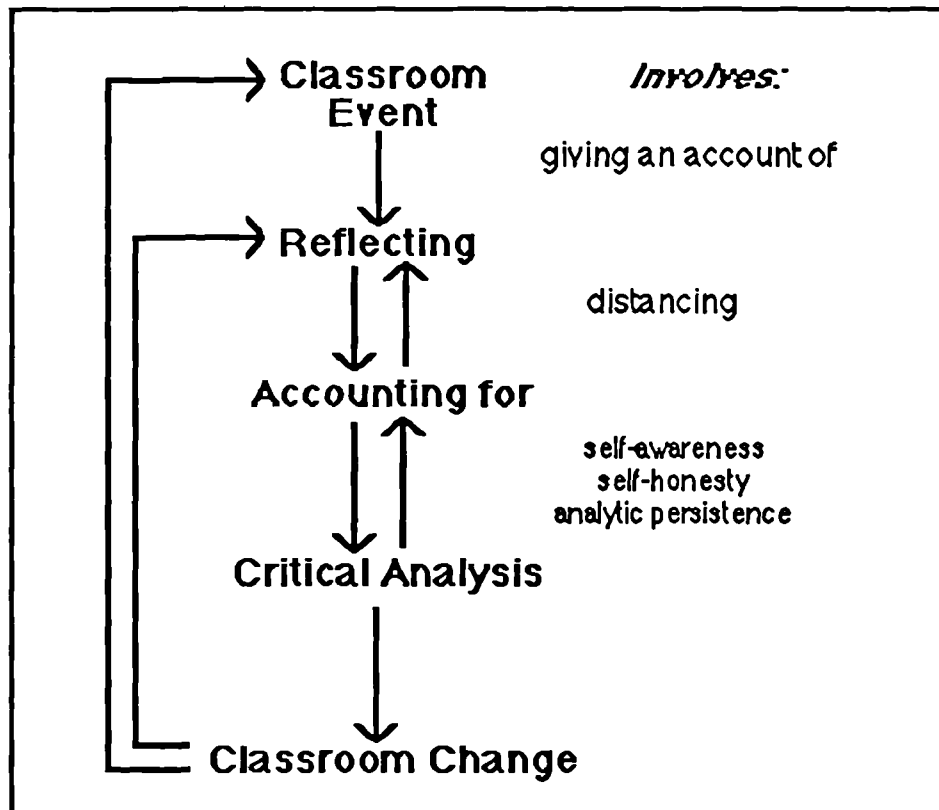 Classroom
Event
Involves:
giving an account of
Reflecting
distancing
Accounting for
self-awareness
self-honesty
analytic persistence
Critical Analysis
Classroom Change